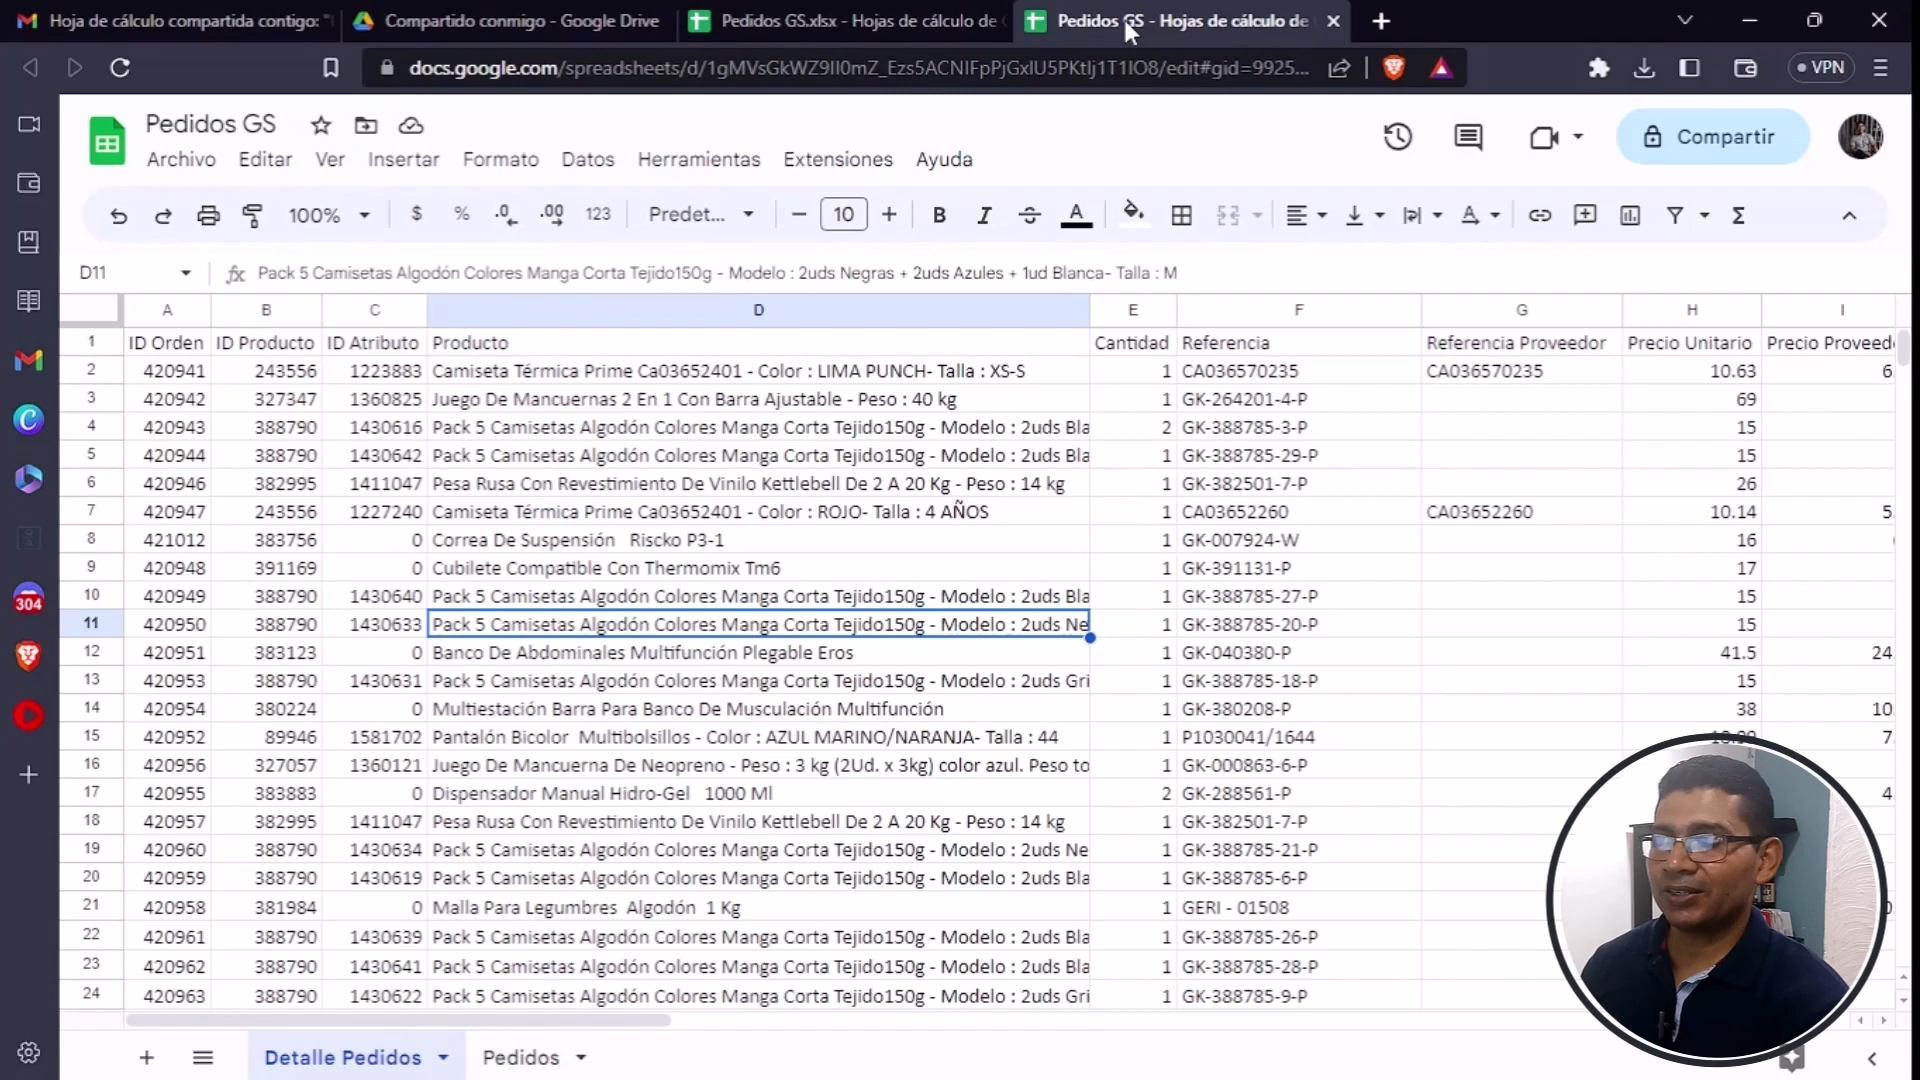 Hoja de cálculo compartida contigo: "
Compartido conmigo - Google Drive
Pedidos GS.xlsx - Hojas de cálculo de
Pedidos GS - Hojas de cálculo de
docs.google.com/spreadsheets/d/1gMVsGkWZ9II0mZ_Ezs5ACNIFpPjGxIU5PKtIj1T1IO8/edit#gid=9925...
VPN
Pedidos GS
Archivo Editar Ver Insertar Formato Datos Herramientas Extensiones Ayuda
Compartir
100% $ % .0 .00 123 Predet... − 10 + B I A Σ
D11 fx Pack 5 Camisetas Algodón Colores Manga Corta Tejido150g - Modelo : 2uds Negras + 2uds Azules + 1ud Blanca- Talla : M
A B C D E F G H I
1 ID Orden ID Producto ID Atributo Producto Cantidad Referencia Referencia Proveedor Precio Unitario Precio Proveed
2 420941 243556 1223883 Camiseta Térmica Prime Ca03652401 - Color : LIMA PUNCH- Talla : XS-S 1 CA036570235 CA036570235 10.63 6.
3 420942 327347 1360825 Juego De Mancuernas 2 En 1 Con Barra Ajustable - Peso : 40 kg 1 GK-264201-4-P 69
4 420943 388790 1430616 Pack 5 Camisetas Algodón Colores Manga Corta Tejido150g - Modelo : 2uds Bla 2 GK-388785-3-P 15
5 420944 388790 1430642 Pack 5 Camisetas Algodón Colores Manga Corta Tejido150g - Modelo : 2uds Bla 1 GK-388785-29-P 15
6 420946 382995 1411047 Pesa Rusa Con Revestimiento De Vinilo Kettlebell De 2 A 20 Kg - Peso : 14 kg 1 GK-382501-7-P 26
7 420947 243556 1227240 Camiseta Térmica Prime Ca03652401 - Color : ROJO- Talla : 4 AÑOS 1 CA03652260 CA03652260 10.14 5.
8 421012 383756 0 Correa De Suspensión Riscko P3-1 1 GK-007924-W 16
9 420948 391169 0 Cubilete Compatible Con Thermomix Tm6 1 GK-391131-P 17
10 420949 388790 1430640 Pack 5 Camisetas Algodón Colores Manga Corta Tejido150g - Modelo : 2uds Bla 1 GK-388785-27-P 15
11 420950 388790 1430633 Pack 5 Camisetas Algodón Colores Manga Corta Tejido150g - Modelo : 2uds Ne 1 GK-388785-20-P 15
12 420951 383123 0 Banco De Abdominales Multifunción Plegable Eros 1 GK-040380-P 41.5 24.
13 420953 388790 1430631 Pack 5 Camisetas Algodón Colores Manga Corta Tejido150g - Modelo : 2uds Gri 1 GK-388785-18-P 15
14 420954 380224 0 Multiestación Barra Para Banco De Musculación Multifunción 1 GK-380208-P 38 10.
15 420952 89946 1581702 Pantalón Bicolor Multibolsillos - Color : AZUL MARINO/NARANJA- Talla : 44 1 P1030041/1644 7.
16 420956 327057 1360121 Juego De Mancuerna De Neopreno - Peso : 3 kg (2Ud. x 3kg) color azul. Peso to 1 GK-000863-6-P
17 420955 383883 0 Dispensador Manual Hidro-Gel 1000 Ml 2 GK-288561-P 4
18 420957 382995 1411047 Pesa Rusa Con Revestimiento De Vinilo Kettlebell De 2 A 20 Kg - Peso : 14 kg 1 GK-382501-7-P
19 420960 388790 1430634 Pack 5 Camisetas Algodón Colores Manga Corta Tejido150g - Modelo : 2uds Ne 1 GK-388785-21-P
20 420959 388790 1430619 Pack 5 Camisetas Algodón Colores Manga Corta Tejido150g - Modelo : 2uds Bla 1 GK-388785-6-P
21 420958 381984 0 Malla Para Legumbres Algodón 1 Kg 1 GERI - 01508
22 420961 388790 1430639 Pack 5 Camisetas Algodón Colores Manga Corta Tejido150g - Modelo : 2uds Bla 1 GK-388785-26-P
23 420962 388790 1430641 Pack 5 Camisetas Algodón Colores Manga Corta Tejido150g - Modelo : 2uds Bla 1 GK-388785-28-P
24 420963 388790 1430622 Pack 5 Camisetas Algodón Colores Manga Corta Tejido150g - Modelo : 2uds Gri 1 GK-388785-9-P
304
Detalle Pedidos Pedidos